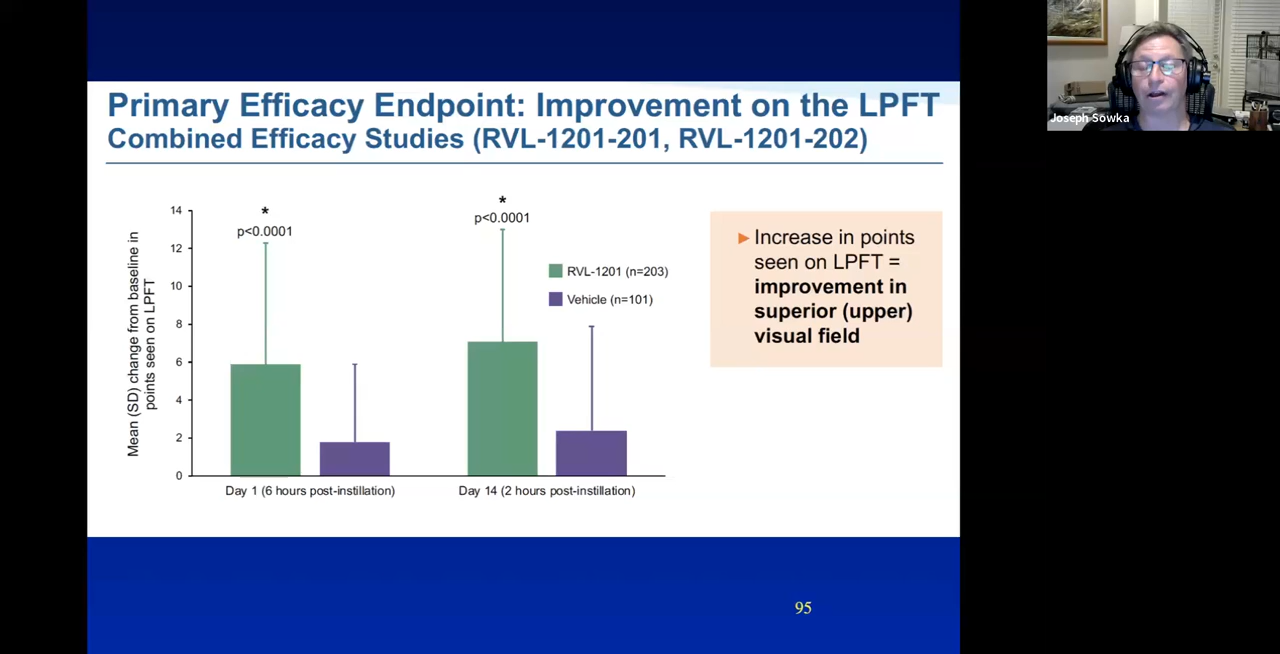 Primary Efficacy Endpoint: Improvement on the LPFT
Combined Efficacy Studies (RVL-1201-201, RVL-1201-202)
Mean (SD) change from baseline in
points seen on LPFT
14
12
10
8
6
4
2
0
*
p<0.0001
*
p<0.0001
RVL-1201 (n=203)
Vehicle (n=101)
Day 1 (6 hours post-instillation)
Day 14 (2 hours post-instillation)
► Increase in points
seen on LPFT =
improvement in
superior (upper)
visual field
95
Joseph Sowka